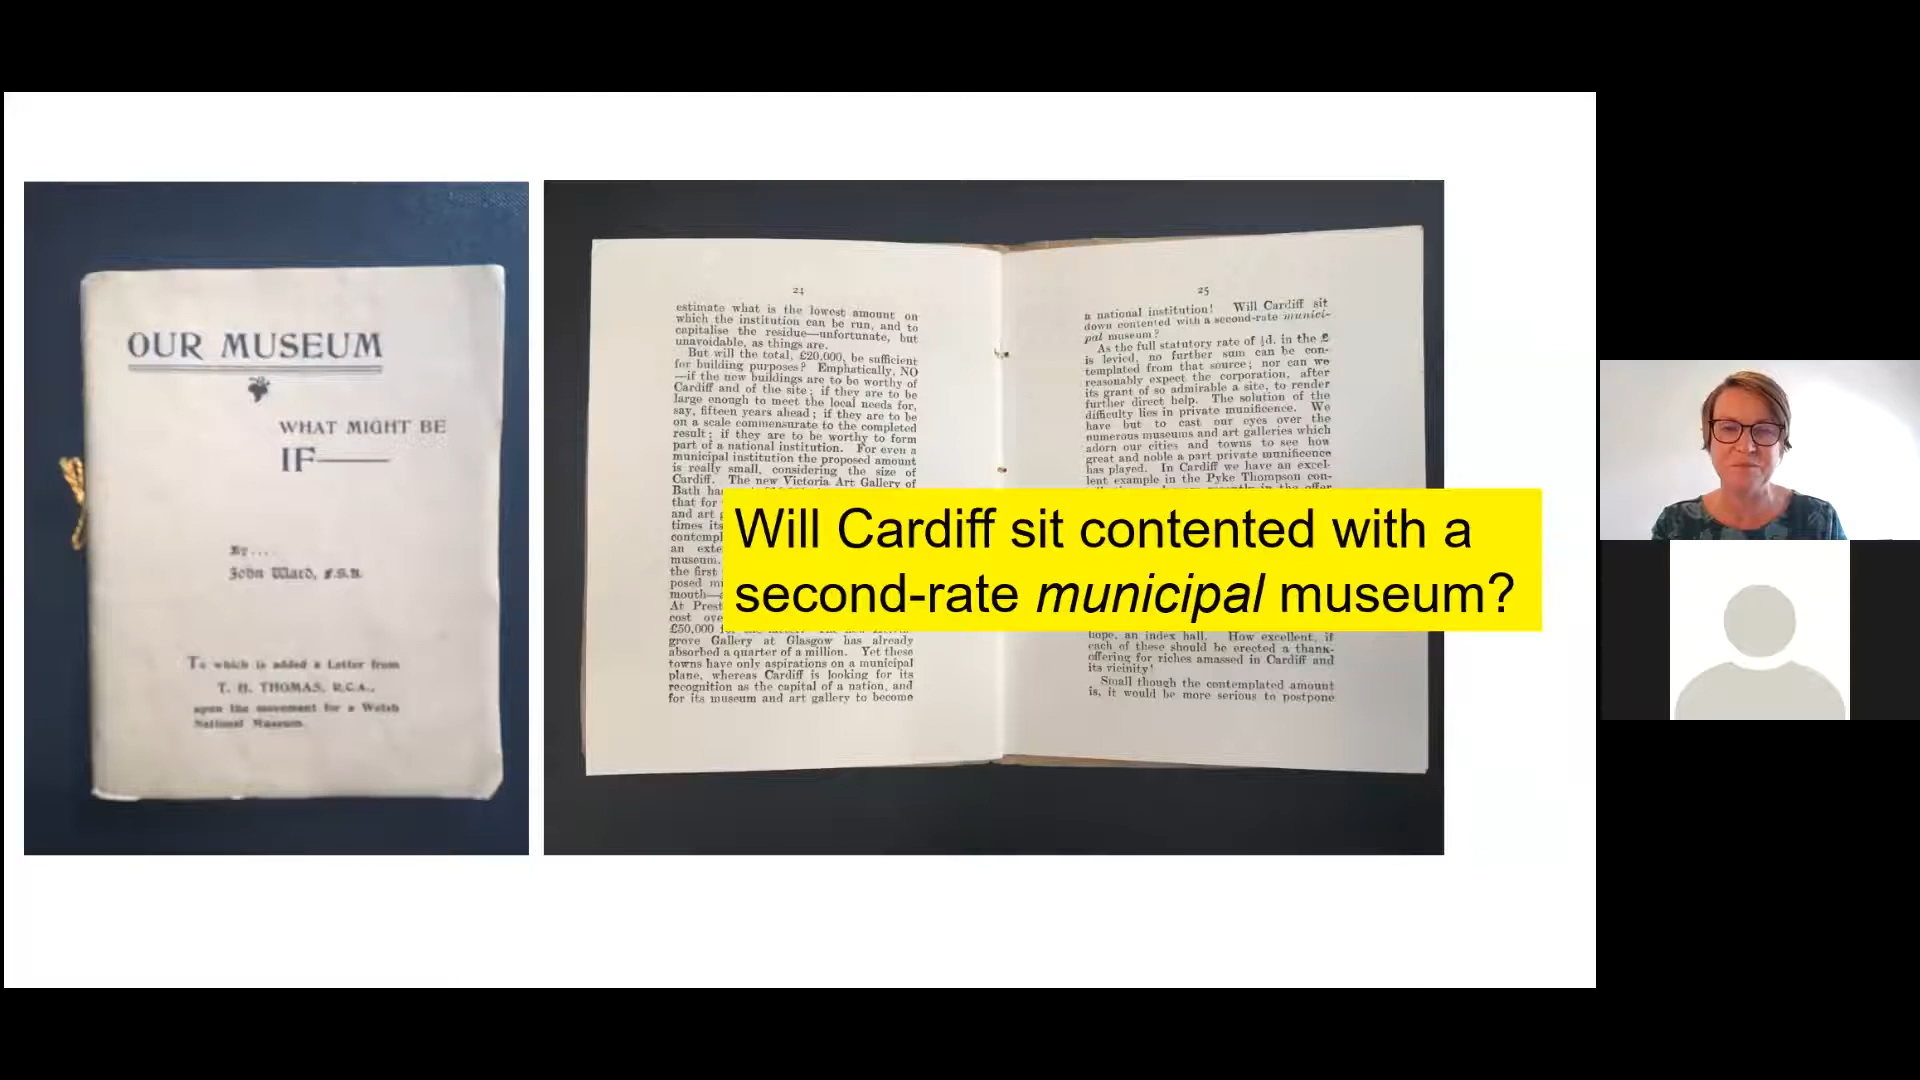 OUR MUSEUM
WHAT MIGHT BE
IF——
By...
John Ward, F.S.A.
To which is added a Letter from
T. H. THOMAS, R.C.A.,
upon the movement for a Welsh
National Museum.
24
estimate what is the lowest amount on
which the institution can be run, and to
capitalise the residue—unfortunate, but
unavoidable, as things are.
But will the total, £20,000, be sufficient
for building purposes? Emphatically, NO
—if the new buildings are to be worthy of
Cardiff and of the site; if they are to be
large enough to meet the local needs for,
say, fifteen years ahead; if they are to be
on a scale commensurate to the completed
result; if they are to be worthy to form
part of a national institution. For even a
municipal institution the proposed amount
is really small, considering the size of
Cardiff. The new Victoria Art Gallery of
Bath
that for
and art
times its
an
museum.
the first
posed
At
cost
£50,000
grove Gallery at Glasgow has already
absorbed a quarter of a million. Yet these
towns have only aspirations on a municipal
plane, whereas Cardiff is looking for its
recognition as the capital of a nation, and
for its museum and art gallery to become
25
a national institution! Will Cardiff sit
down contented with a second-rate munici-
pal museum?
As the full statutory rate of ½d. in the £
is levied, no further sum can be con-
templated from that source; nor can we
reasonably expect the corporation, after
its grant of so admirable a site, to render
further direct help. The solution of the
difficulty lies in private munificence. We
have but to cast our eyes over the
numerous museums and art galleries which
adorn our cities and towns to see how
great and noble a part private munificence
has played. In Cardiff we have an excel-
lent example in the Pyke Thompson con-
Will Cardiff sit contented with a
second-rate municipal museum?
hope, an index hall. How excellent, if
each of these should be erected a thank-
offering for riches amassed in Cardiff and
its vicinity!
Small though the contemplated amount
is, it would be more serious to postpone